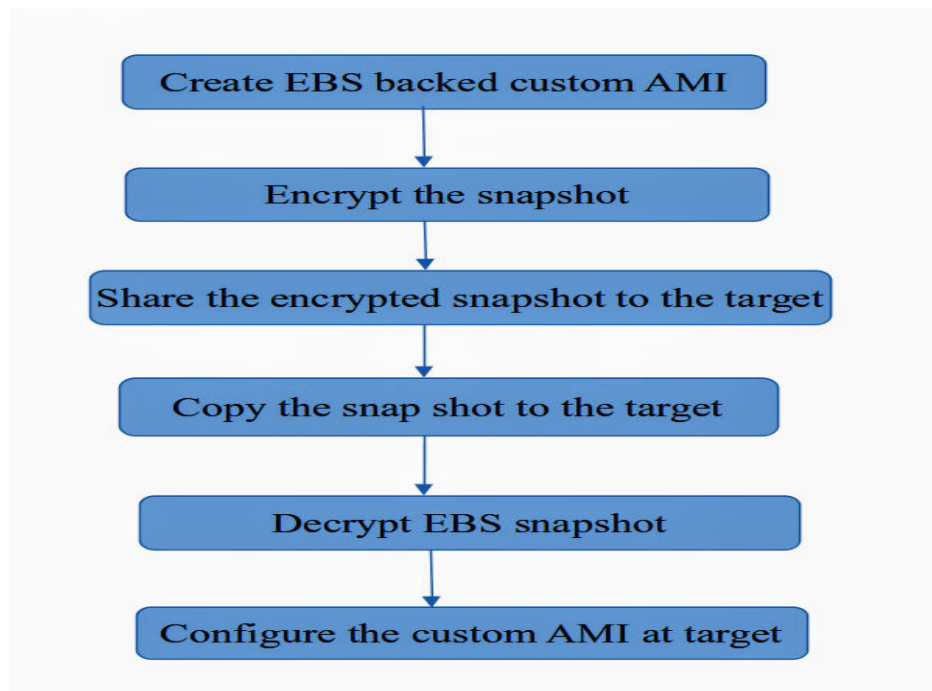 Create EBS backed custom AMI
Encrypt the snapshot
Share the encrypted snapshot to the target
Copy the snap shot to the target
Decrypt EBS snapshot
Configure the custom AMI at target